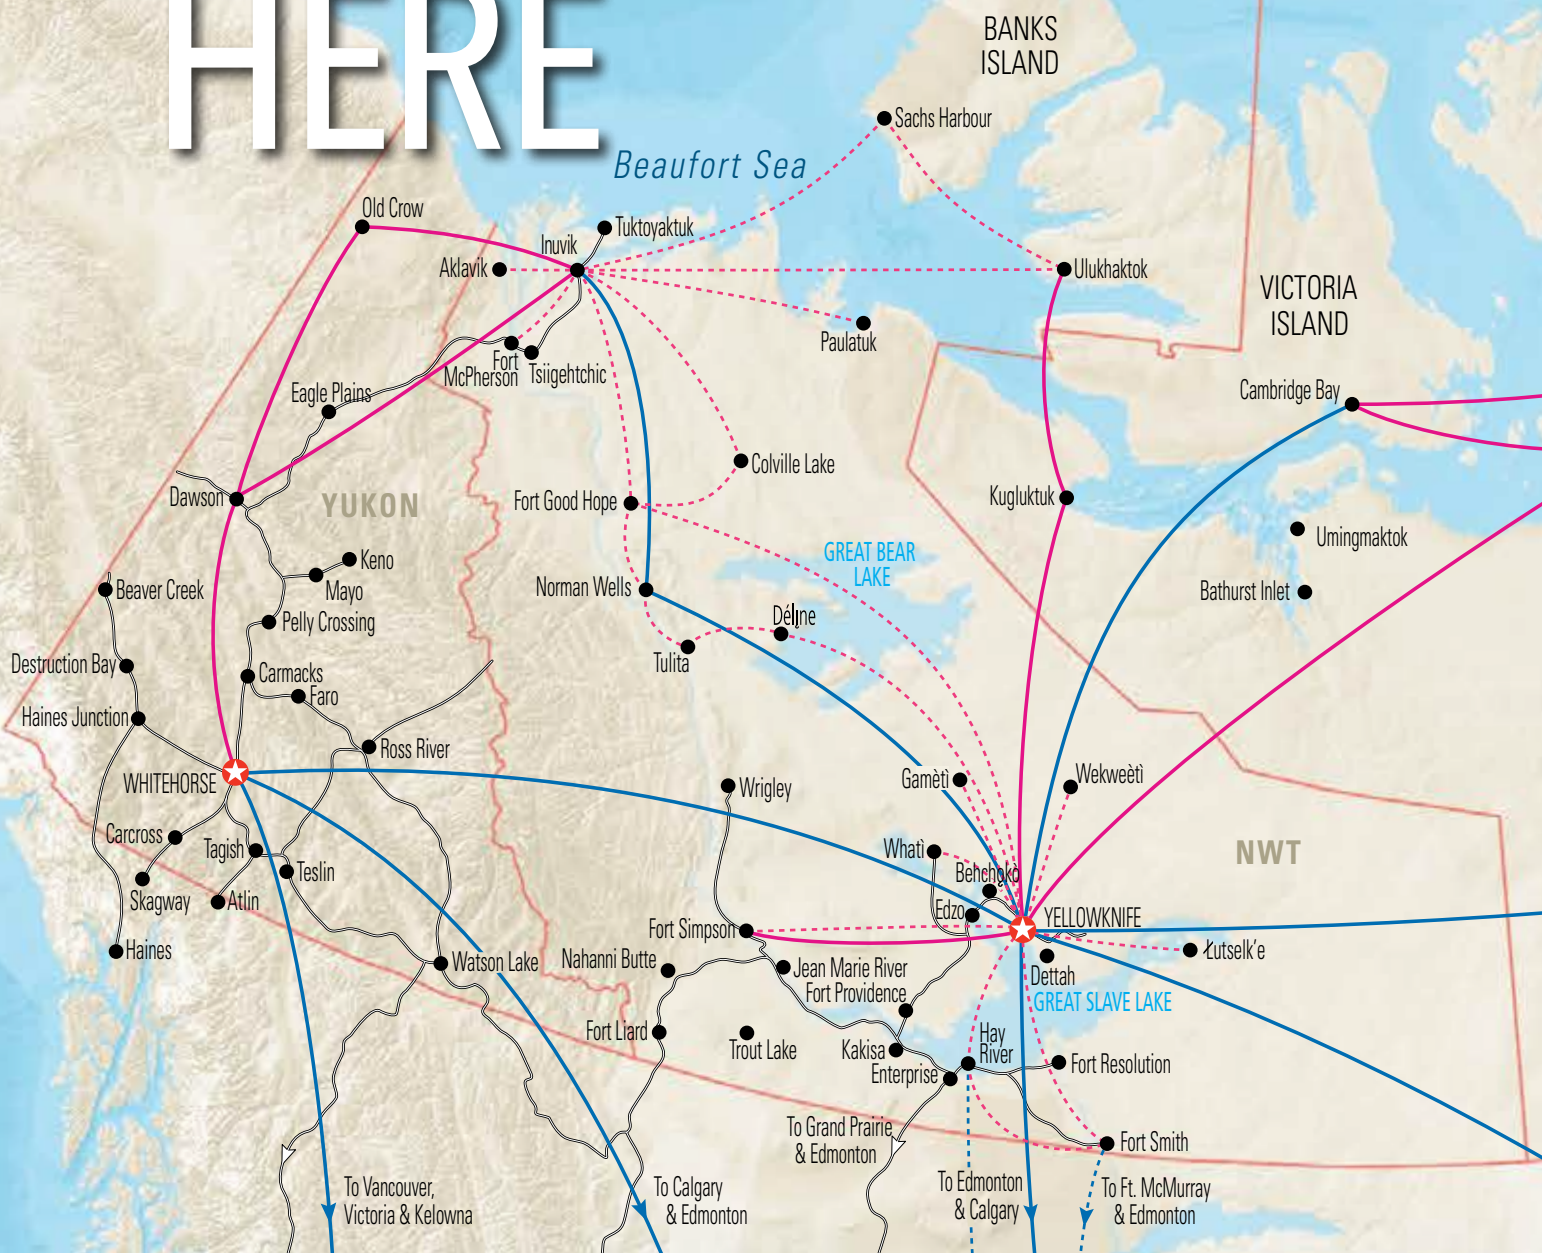 HERE
BANKS
ISLAND
Sachs Harbour
Beaufort Sea
Old Crow
Tuktoyaktuk
Inuvik
Aklavik
Ulukhaktok
VICTORIA
ISLAND
Paulatuk
Fort
McPherson
Tsiigehtchic
Eagle Plains
Cambridge Bay
Colville Lake
Dawson
YUKON
Fort Good Hope
Kugluktuk
Umingmaktok
GREAT BEAR
LAKE
Keno
Mayo
Beaver Creek
Norman Wells
Bathurst Inlet
Pelly Crossing
Délı̨ne
Tulita
Destruction Bay
Carmacks
Faro
Haines Junction
Ross River
WHITEHORSE
Wrigley
Gamètì
Wekweètì
Carcross
Tagish
Teslin
Whatì
Behchokò
NWT
Skagway
Atlin
Edzo
YELLOWKNIFE
Fort Simpson
Haines
Watson Lake
Nahanni Butte
Jean Marie River
Fort Providence
Łutselk'e
Dettah
GREAT SLAVE LAKE
Fort Liard
Trout Lake
Kakisa
Hay
River
Enterprise
Fort Resolution
To Grand Prairie
& Edmonton
Fort Smith
To Vancouver,
Victoria & Kelowna
To Calgary
& Edmonton
To Edmonton
& Calgary
To Ft. McMurray
& Edmonton